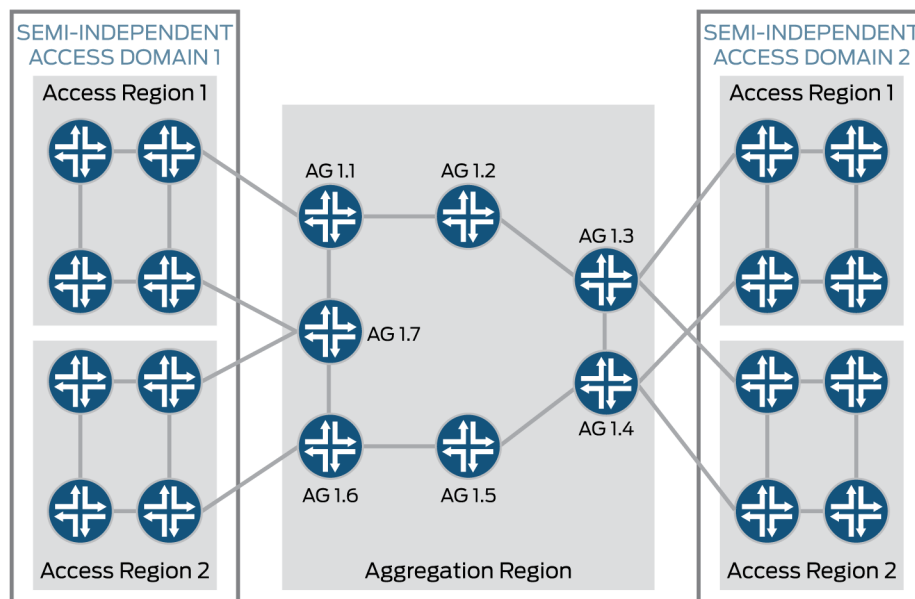 SEMI-INDEPENDENT
ACCESS DOMAIN 1
Access Region 1
Access Region 2
AG 1.1
AG 1.2
AG 1.3
AG 1.7
AG 1.4
AG 1.6
AG 1.5
Aggregation Region
SEMI-INDEPENDENT
ACCESS DOMAIN 2
Access Region 1
Access Region 2